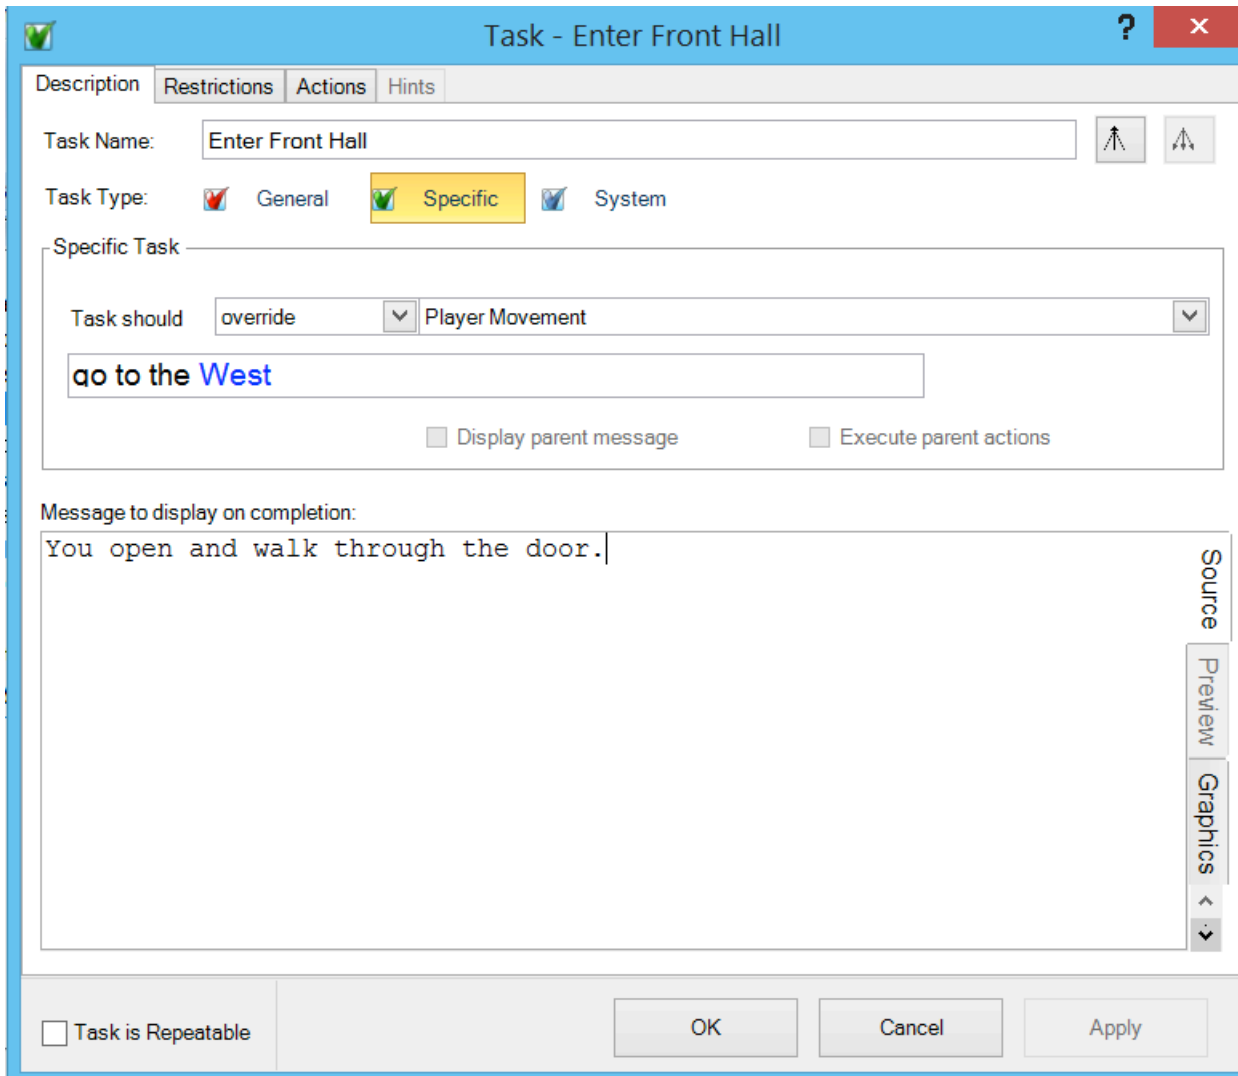 Task - Enter Front Hall ?
Description Restrictions Actions Hints
Task Name: Enter Front Hall
Task Type: General Specific System
Specific Task
Task should override Player Movement
go to the West
Display parent message Execute parent actions
Message to display on completion:
You open and walk through the door.
Source
Preview
Graphics
Task is Repeatable OK Cancel Apply